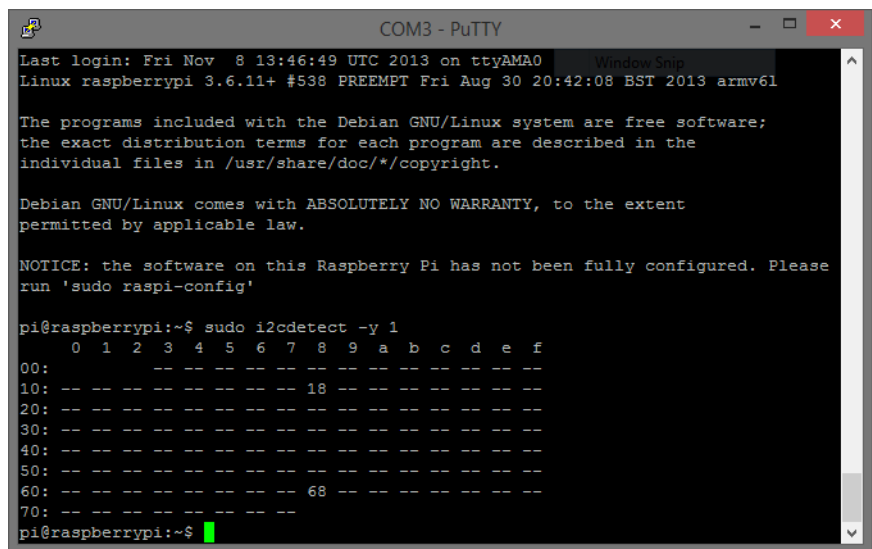 COM3 - PuTTY
Last login: Fri Nov  8 13:46:49 UTC 2013 on ttyAMA0
Window Snip
Linux raspberrypi 3.6.11+ #538 PREEMPT Fri Aug 30 20:42:08 BST 2013 armv6l
The programs included with the Debian GNU/Linux system are free software;
the exact distribution terms for each program are described in the
individual files in /usr/share/doc/*/copyright.
Debian GNU/Linux comes with ABSOLUTELY NO WARRANTY, to the extent
permitted by applicable law.
NOTICE: the software on this Raspberry Pi has not been fully configured. Please
run 'sudo raspi-config'
pi@raspberrypi:~$ sudo i2cdetect -y 1
     0  1  2  3  4  5  6  7  8  9  a  b  c  d  e  f
00:          -- -- -- -- -- -- -- -- -- -- -- -- --
10: -- -- -- -- -- -- -- -- 18 -- -- -- -- -- -- --
20: -- -- -- -- -- -- -- -- -- -- -- -- -- -- -- --
30: -- -- -- -- -- -- -- -- -- -- -- -- -- -- -- --
40: -- -- -- -- -- -- -- -- -- -- -- -- -- -- -- --
50: -- -- -- -- -- -- -- -- -- -- -- -- -- -- -- --
60: -- -- -- -- -- -- -- -- 68 -- -- -- -- -- -- --
70: -- -- -- -- -- -- -- --
pi@raspberrypi:~$